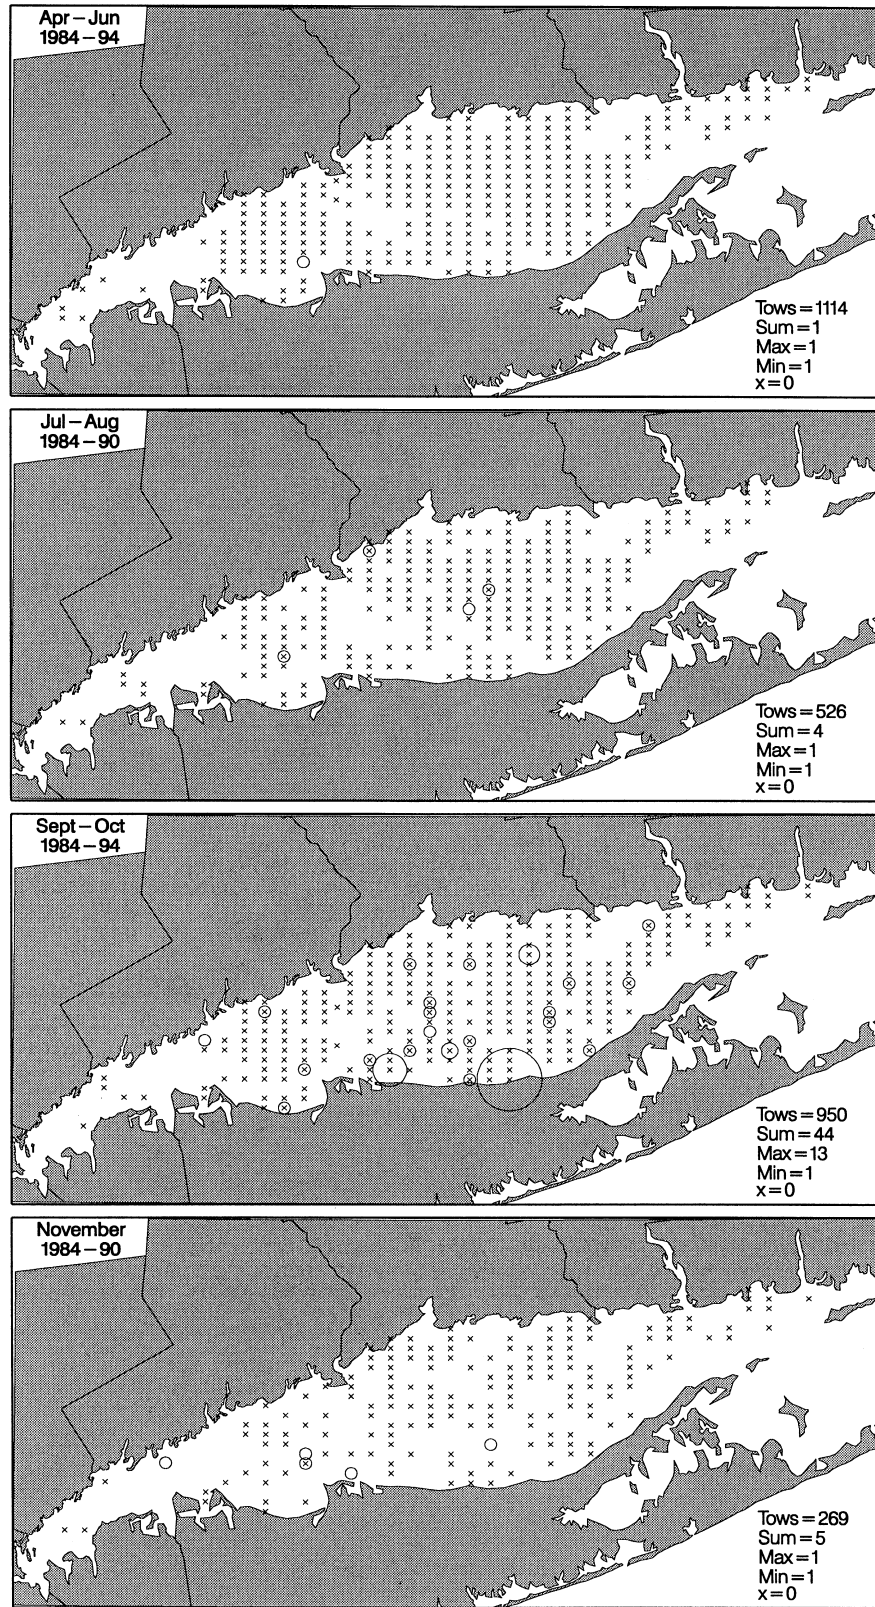 Apr–Jun
1984–94
Tows=1114
Sum=1
Max=1
Min=1
x=0
Jul–Aug
1984–90
Tows=526
Sum=4
Max=1
Min=1
x=0
Sept–Oct
1984–94
Tows=950
Sum=44
Max=13
Min=1
x=0
November
1984–90
Tows=269
Sum=5
Max=1
Min=1
x=0